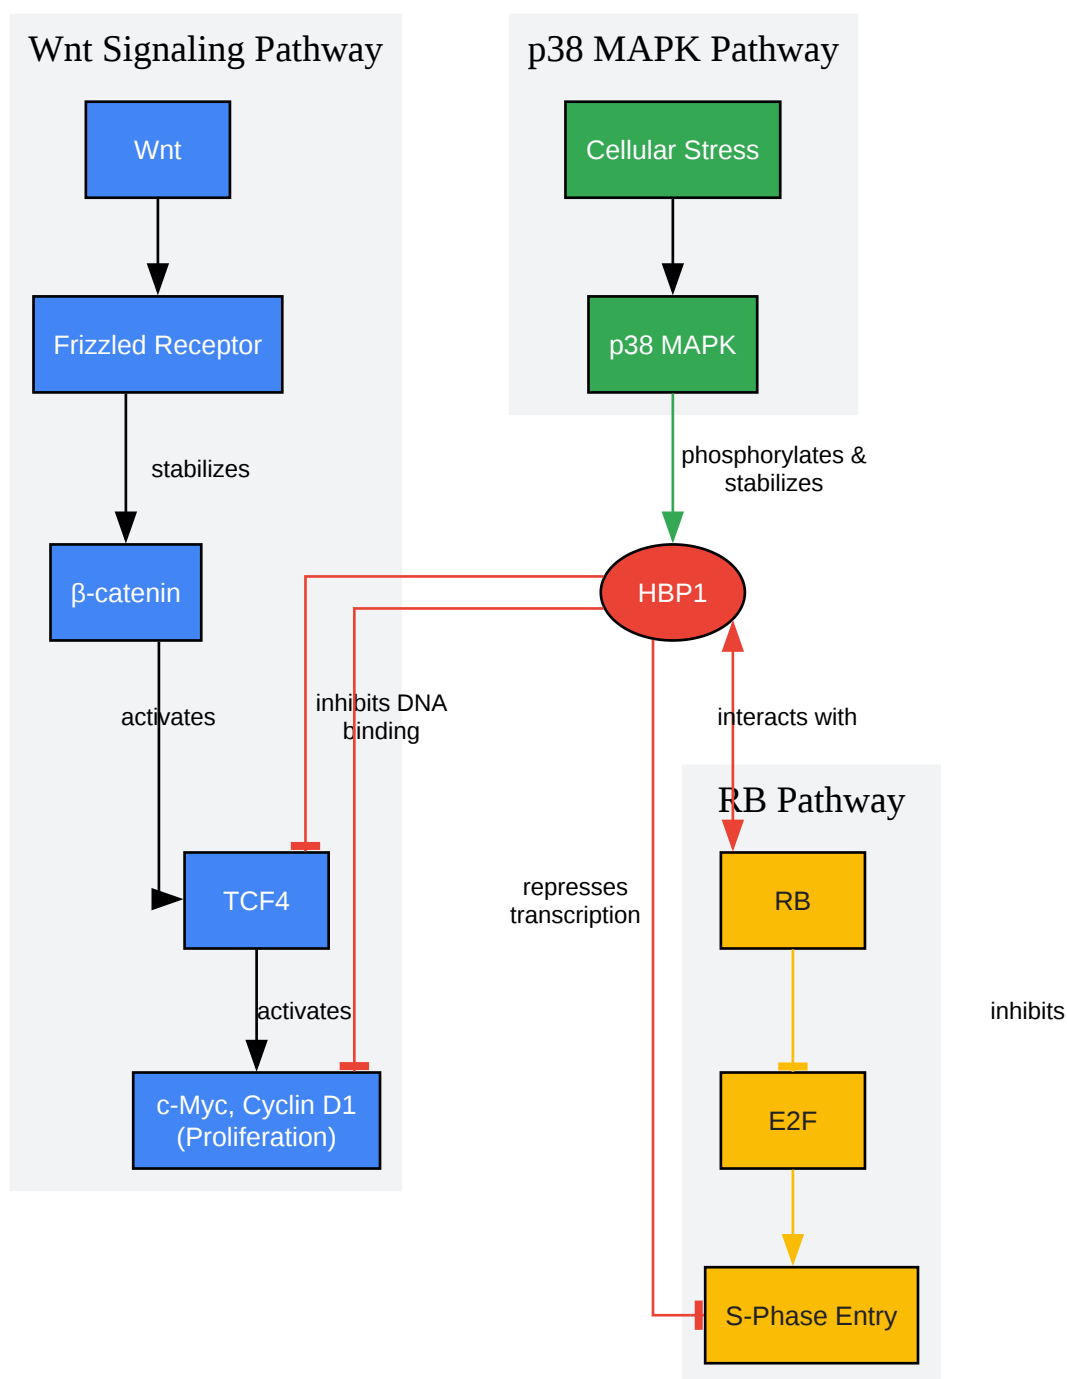 Wnt Signaling Pathway
p38 MAPK Pathway
Wnt
Cellular Stress
Frizzled Receptor
p38 MAPK
stabilizes
phosphorylates &
stabilizes
β-catenin
HBP1
activates
inhibits DNA
binding
interacts with
RB Pathway
TCF4
represses
transcription
RB
activates
inhibits
c-Myc, Cyclin D1
(Proliferation)
E2F
S-Phase Entry